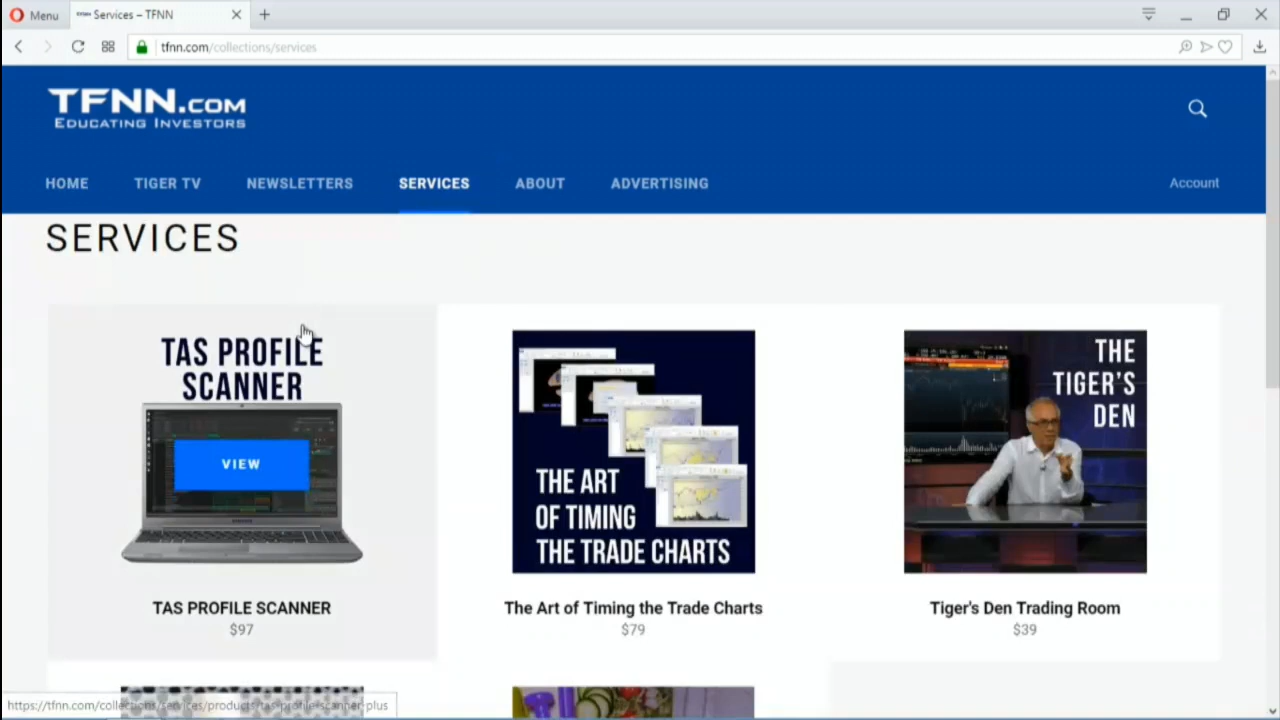 Menu
Services – TFNN
tfnn.com/collections/services
TFNN.COM
EDUCATING INVESTORS
HOME
TIGER TV
NEWSLETTERS
SERVICES
ABOUT
ADVERTISING
Account
SERVICES
TAS PROFILE
SCANNER
VIEW
TAS PROFILE SCANNER
$97
THE ART
OF TIMING
THE TRADE CHARTS
The Art of Timing the Trade Charts
$79
THE
TIGER'S
DEN
Tiger's Den Trading Room
$39
https://tfnn.com/collections/services/products/tas-profile-scanner-plus